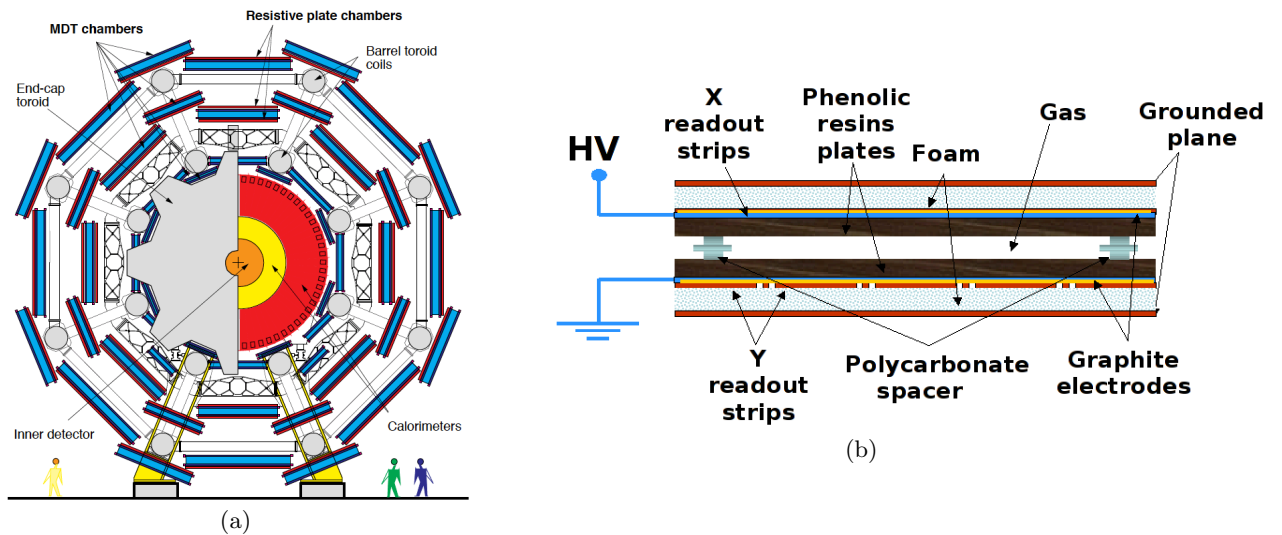 Resistive plate chambers
MDT chambers
Barrel toroid
coils
End-cap
toroid
Inner detector
Calorimeters
(a)
X
readout
strips
Phenolic
resins
plates
Foam
Gas
Grounded
plane
HV
Y
readout
strips
Polycarbonate
spacer
Graphite
electrodes
(b)